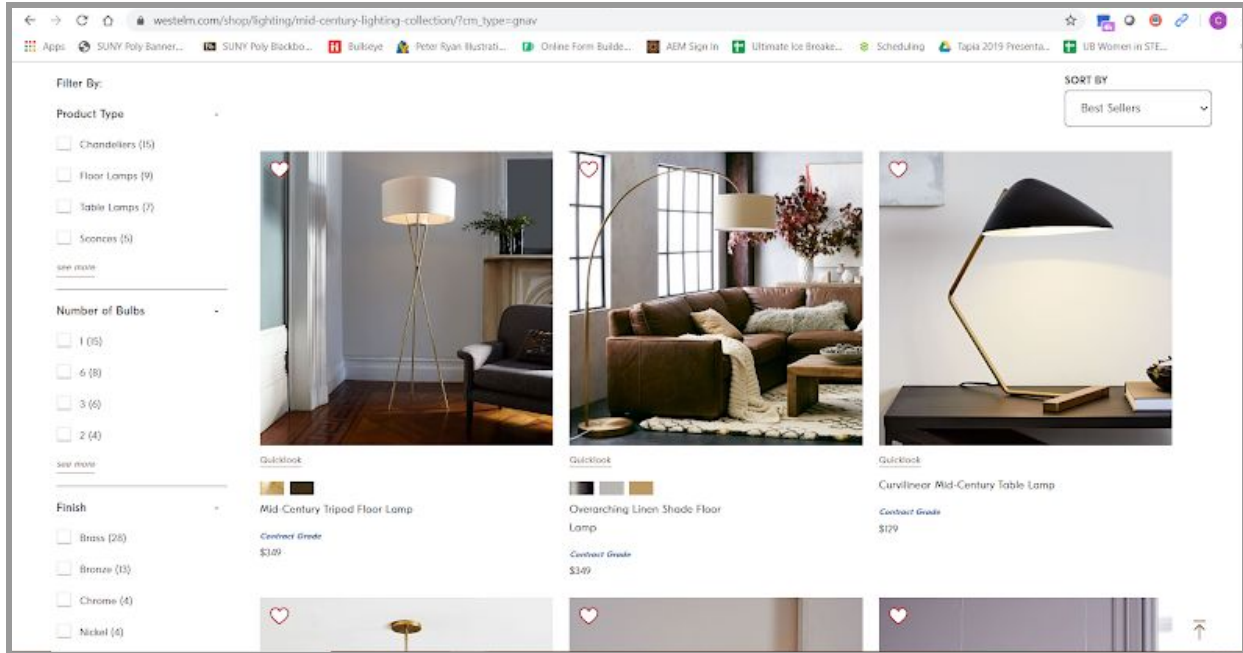 westelm.com/shop/lighting/mid-century-lighting-collection/?cm_type=gnav
C
Apps SUNY Poly Banner... SUNY Poly Blackbo... Bullseye Peter Ryan Illustrati... Online Form Builde... AEM Sign In Ultimate Ice Breake... Scheduling Tapia 2019 Presenta... UB Women in STE...
Filter By:
SORT BY
Best Sellers
Product Type -
Chandeliers (15)
Floor Lamps (9)
Table Lamps (7)
Sconces (5)
see more
Number of Bulbs -
1 (15)
6 (8)
3 (6)
2 (4)
see more
Finish -
Brass (28)
Bronze (13)
Chrome (4)
Nickel (4)
Quicklook
Mid-Century Tripod Floor Lamp
Contract Grade
$349
Quicklook
Overarching Linen Shade Floor
Lamp
Contract Grade
$349
Quicklook
Curvilinear Mid-Century Table Lamp
Contract Grade
$129